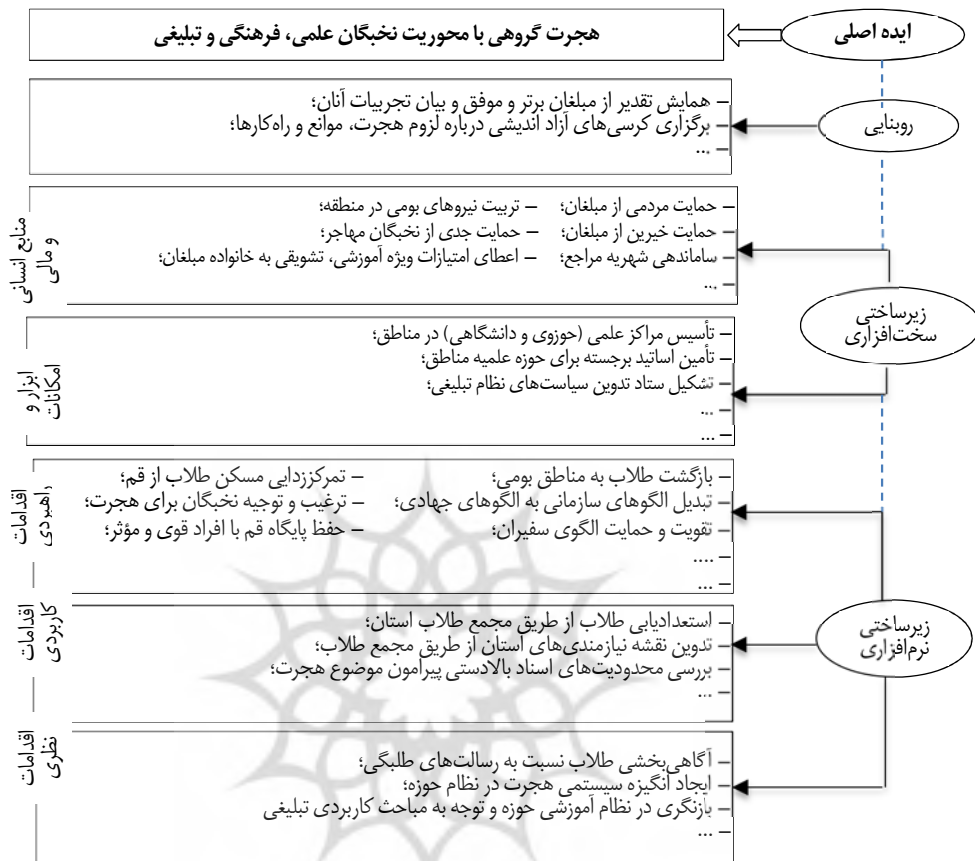 ایده اصلی
هجرت گروهی با محوریت نخبگان علمی، فرهنگی و تبلیغی
روبنایی
– همایش تقدیر از مبلغان برتر و موفق و بیان تجربیات آنان؛
– برگزاری کرسی‌های آزاد اندیشی درباره لزوم هجرت، موانع و راه‌کارها؛
– ...
زیرساختی
سخت‌افزاری
– حمایت مردمی از مبلغان؛ – تربیت نیروهای بومی در منطقه؛
– حمایت خیرین از مبلغان؛ – حمایت جدی از نخبگان مهاجر؛
– ساماندهی شهریه مراجع؛ – اعطای امتیازات ویژه آموزشی، تشویقی به خانواده مبلغان؛
– ...
منابع انسانی
و مالی
– تأسیس مراکز علمی (حوزوی و دانشگاهی) در مناطق؛
– تأمین اساتید برجسته برای حوزه علمیه مناطق؛
– تشکیل ستاد تدوین سیاست‌های نظام تبلیغی؛
– ...
– ...
ابزار و
امکانات
زیرساختی
نرم‌افزاری
– بازگشت طلاب به مناطق بومی؛ – تمرکززدایی مسکن طلاب از قم؛
– تبدیل الگوهای سازمانی به الگوهای جهادی؛ – ترغیب و توجیه نخبگان برای هجرت؛
– تقویت و حمایت الگوی سفیران؛ – حفظ پایگاه قم با افراد قوی و مؤثر؛
– ....
– ...
اقدامات
راهبردی
– استعدادیابی طلاب از طریق مجمع طلاب استان؛
– تدوین نقشه نیازمندی‌های استان از طریق مجمع طلاب؛
– بررسی محدودیت‌های اسناد بالادستی پیرامون موضوع هجرت؛
– ...
اقدامات
کاربردی
– آگاهی‌بخشی طلاب نسبت به رسالت‌های طلبگی؛
– ایجاد انگیزه سیستمی هجرت در نظام حوزه؛
– بازنگری در نظام آموزشی حوزه و توجه به مباحث کاربردی تبلیغی
– ...
اقدامات
نظری